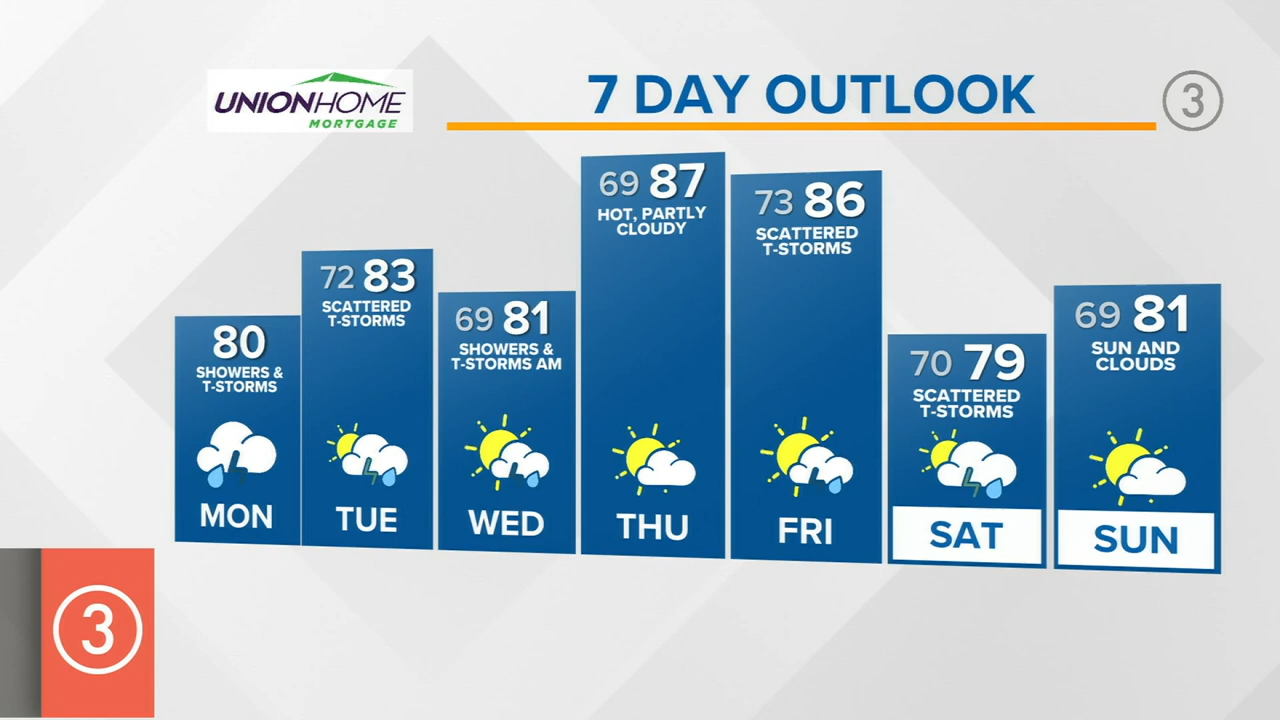 UNIONHOME
MORTGAGE
7 DAY OUTLOOK
3
80
SHOWERS &
T-STORMS
MON
72 83
SCATTERED
T-STORMS
TUE
69 81
SHOWERS &
T-STORMS AM
WED
69 87
HOT, PARTLY
CLOUDY
THU
73 86
SCATTERED
T-STORMS
FRI
70 79
SCATTERED
T-STORMS
SAT
69 81
SUN AND
CLOUDS
SUN
3